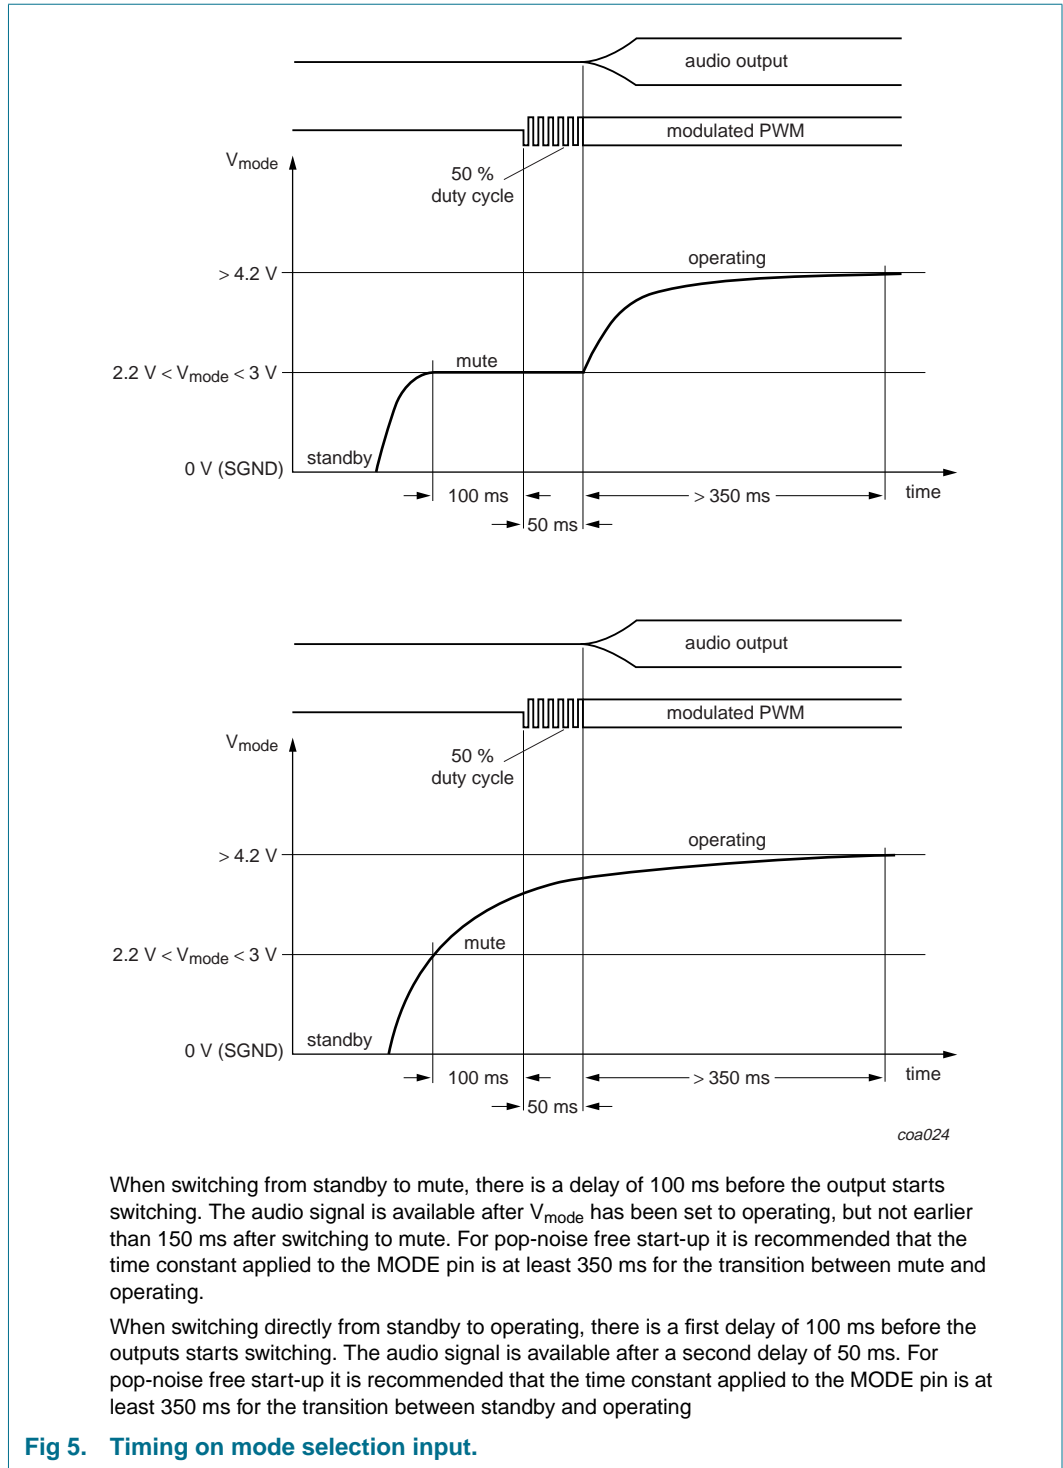 audio output
modulated PWM
Vmode
50 %
duty cycle
operating
> 4.2 V
mute
2.2 V < Vmode < 3 V
standby
0 V (SGND)
100 ms
> 350 ms
time
50 ms
audio output
modulated PWM
Vmode
50 %
duty cycle
operating
> 4.2 V
mute
2.2 V < Vmode < 3 V
standby
0 V (SGND)
100 ms
> 350 ms
time
50 ms
coa024
When switching from standby to mute, there is a delay of 100 ms before the output starts
switching. The audio signal is available after Vmode has been set to operating, but not earlier
than 150 ms after switching to mute. For pop-noise free start-up it is recommended that the
time constant applied to the MODE pin is at least 350 ms for the transition between mute and
operating.
When switching directly from standby to operating, there is a first delay of 100 ms before the
outputs starts switching. The audio signal is available after a second delay of 50 ms. For
pop-noise free start-up it is recommended that the time constant applied to the MODE pin is at
least 350 ms for the transition between standby and operating
Fig 5. Timing on mode selection input.